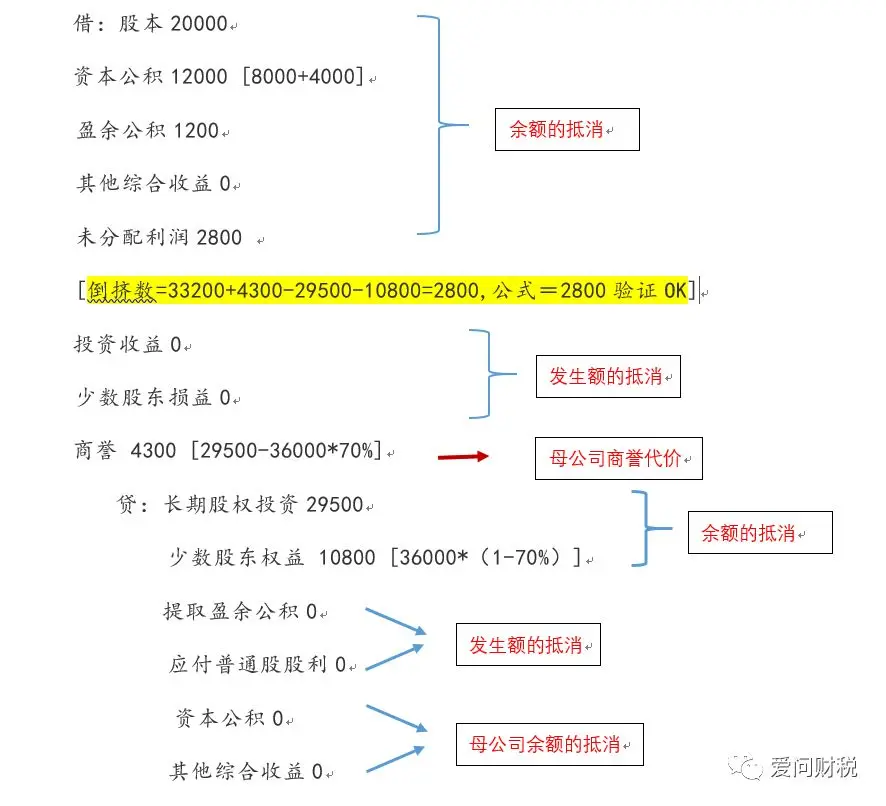 借：股本 20000
资本公积 12000 [8000+4000]
盈余公积 1200
余额的抵消
其他综合收益 0
未分配利润 2800
[倒挤数=33200+4300-29500-10800=2800,公式＝2800 验证 OK]
投资收益 0
发生额的抵消
少数股东损益 0
商誉 4300 [29500-36000*70%]
母公司商誉代价
贷：长期股权投资 29500
余额的抵消
少数股东权益 10800 [36000*（1-70%）]
提取盈余公积 0
发生额的抵消
应付普通股股利 0
资本公积 0
母公司余额的抵消
其他综合收益 0
爱问财税